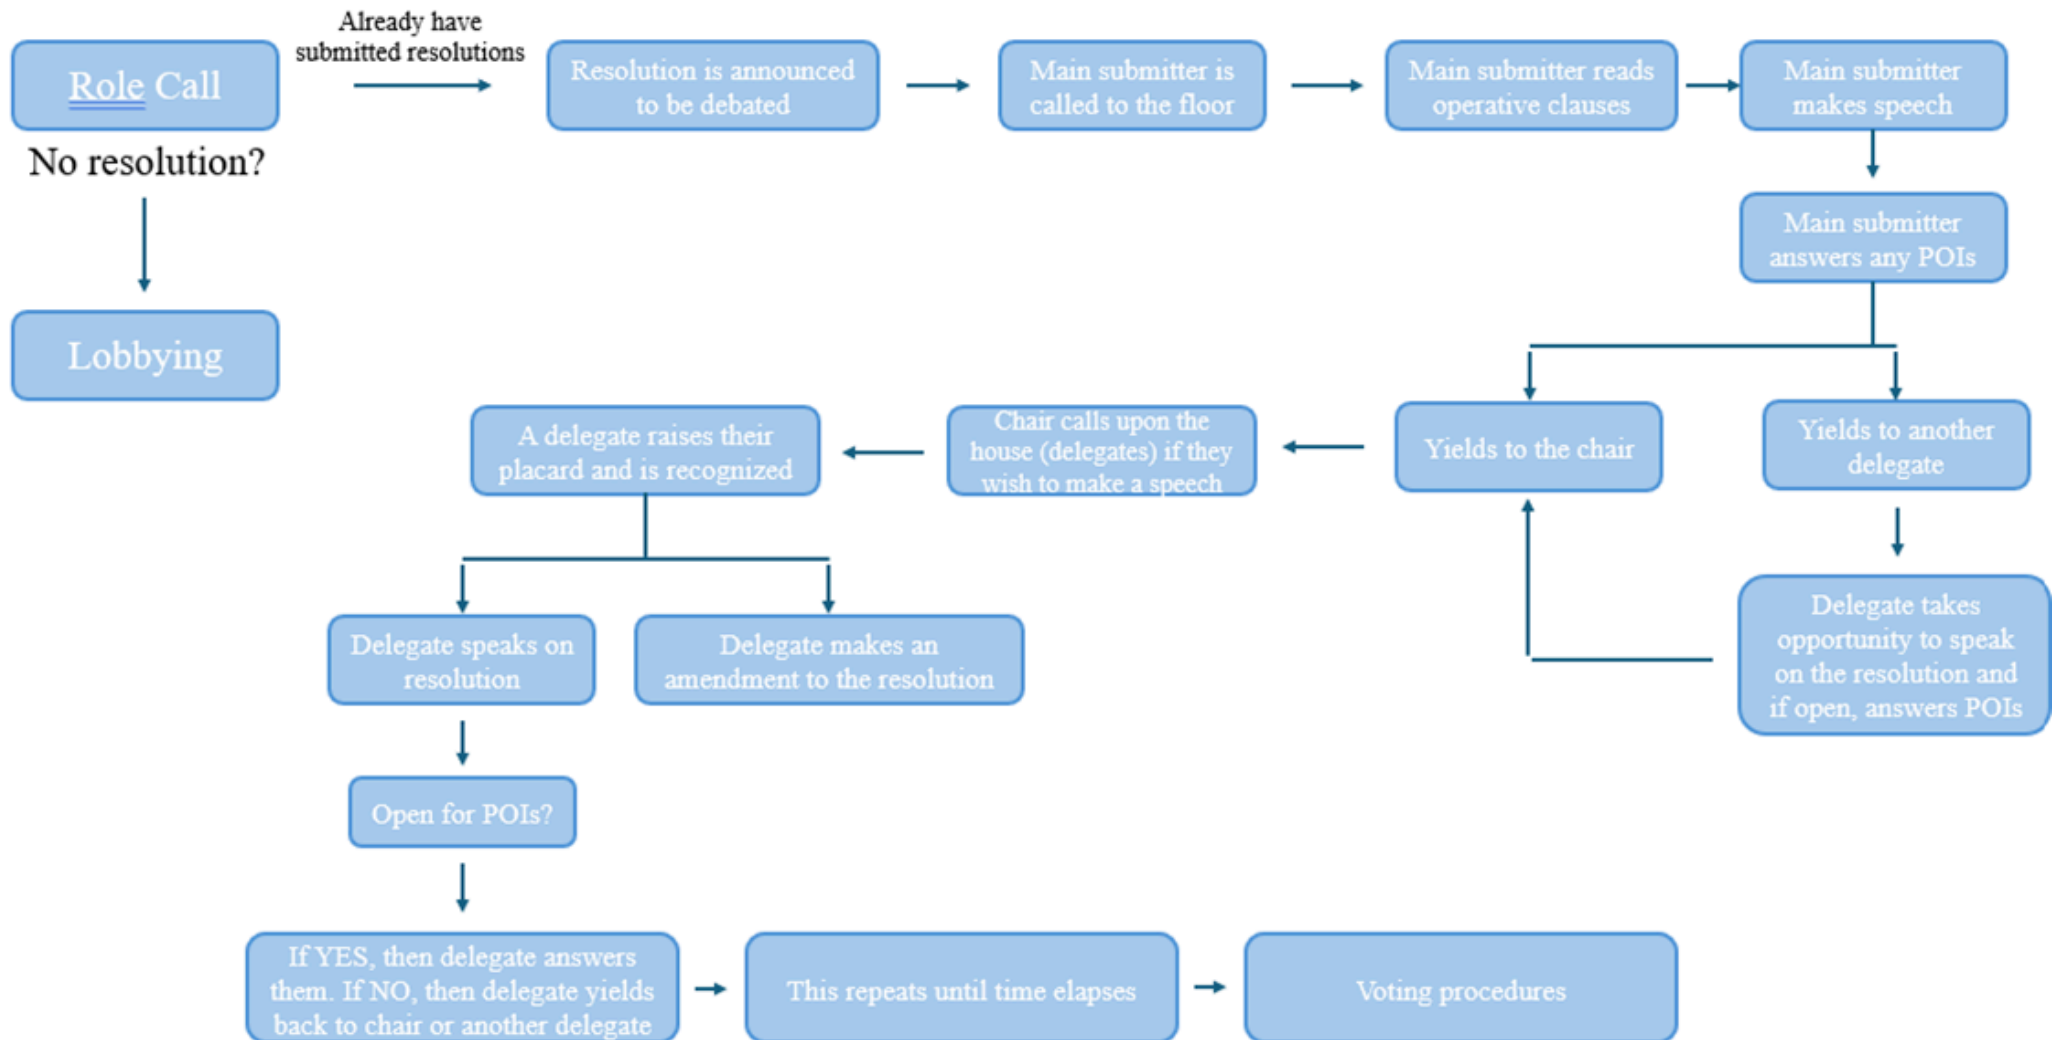 Already have
submitted resolutions
Role Call
Resolution is announced
to be debated
Main submitter is
called to the floor
Main submitter reads
operative clauses
Main submitter
makes speech
No resolution?
Lobbying
Main submitter
answers any POIs
Yields to the chair
Yields to another
delegate
Delegate takes
opportunity to speak
on the resolution and
if open, answers POIs
Chair calls upon the
house (delegates) if they
wish to make a speech
A delegate raises their
placard and is recognized
Delegate speaks on
resolution
Delegate makes an
amendment to the resolution
Open for POIs?
If YES, then delegate answers
them. If NO, then delegate yields
back to chair or another delegate
This repeats until time elapses
Voting procedures